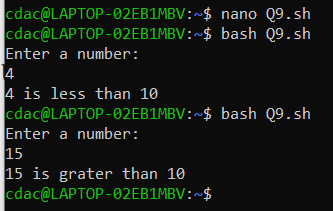 cdac@LAPTOP-02EB1MBV:~$ nano Q9.sh
cdac@LAPTOP-02EB1MBV:~$ bash Q9.sh
Enter a number:
4
4 is less than 10
cdac@LAPTOP-02EB1MBV:~$ bash Q9.sh
Enter a number:
15
15 is grater than 10
cdac@LAPTOP-02EB1MBV:~$